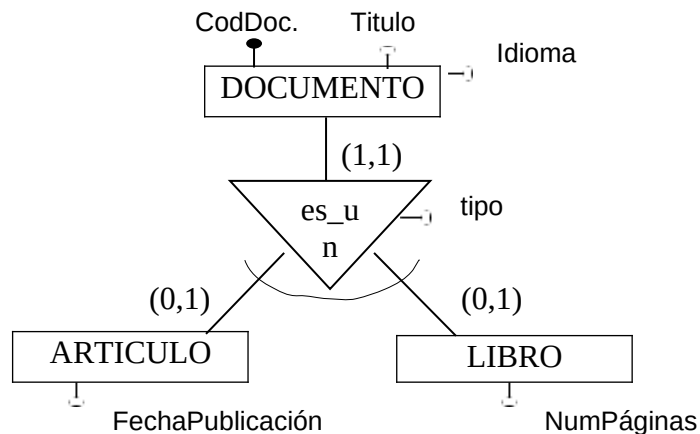 CodDoc.
Titulo
Idioma
DOCUMENTO
(1,1)
es_u
n
tipo
(0,1)
(0,1)
ARTICULO
LIBRO
FechaPublicación
NumPáginas